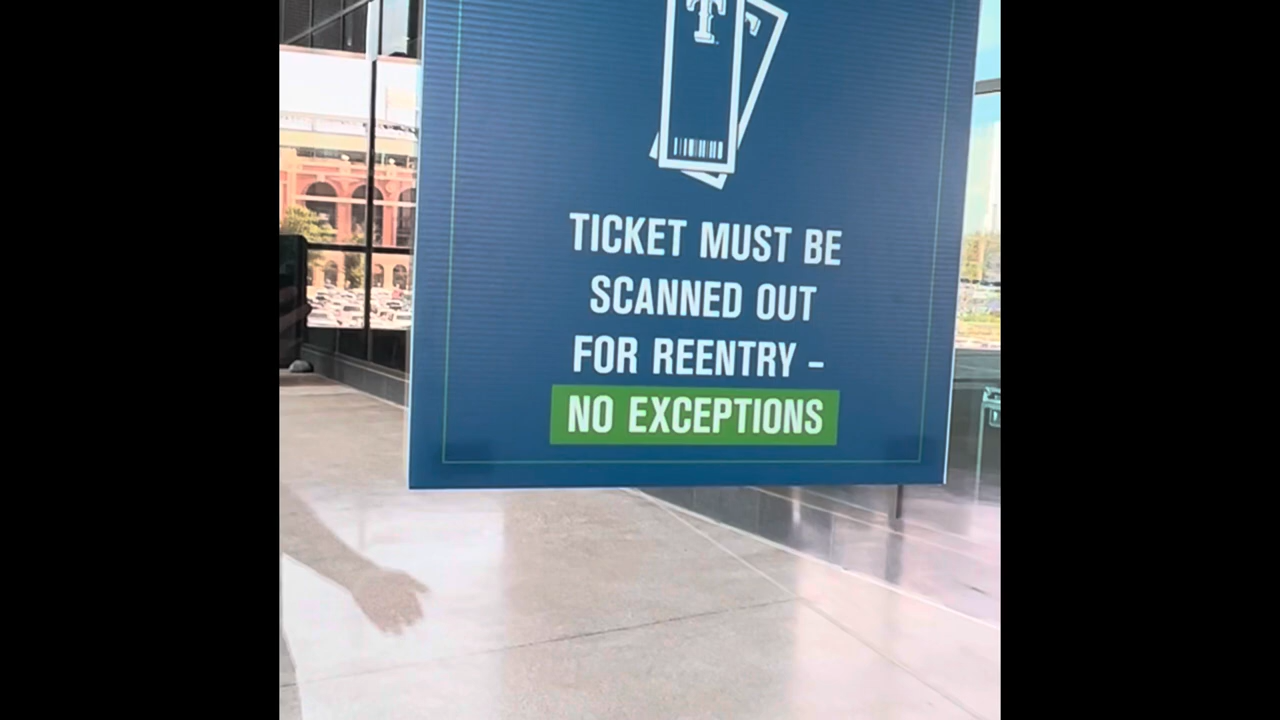 T
TICKET MUST BE
SCANNED OUT
FOR REENTRY –
NO EXCEPTIONS